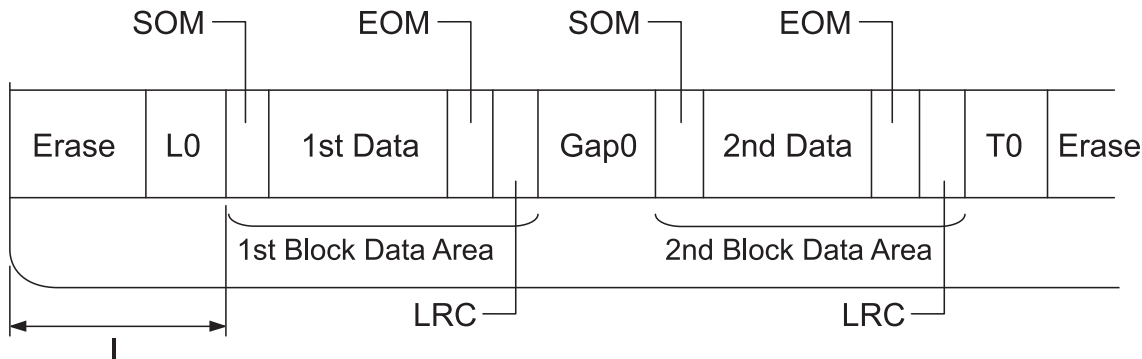 SOM EOM SOM EOM
Erase L0 1st Data Gap0 2nd Data T0 Erase
1st Block Data Area 2nd Block Data Area
LRC LRC
L